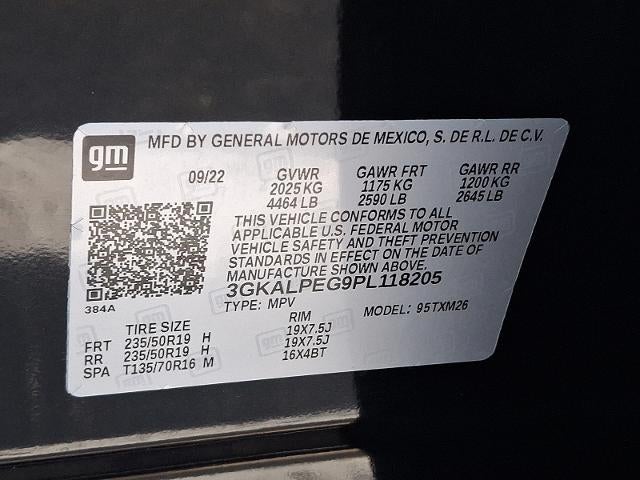 gm
MFD BY GENERAL MOTORS DE MEXICO, S. DE R.L. DE C.V.
09/22 GVWR GAWR FRT GAWR RR
2025 KG 1175 KG 1200 KG
4464 LB 2590 LB 2645 LB
THIS VEHICLE CONFORMS TO ALL
APPLICABLE U.S. FEDERAL MOTOR
VEHICLE SAFETY AND THEFT PREVENTION
STANDARDS IN EFFECT ON THE DATE OF
MANUFACTURE SHOWN ABOVE.
384A
3GKALPEG9PL118205
TYPE: MPV MODEL: 95TXM26
TIRE SIZE RIM
FRT 235/50R19 H 19X7.5J
RR 235/50R19 H 19X7.5J
SPA T135/70R16 M 16X4BT